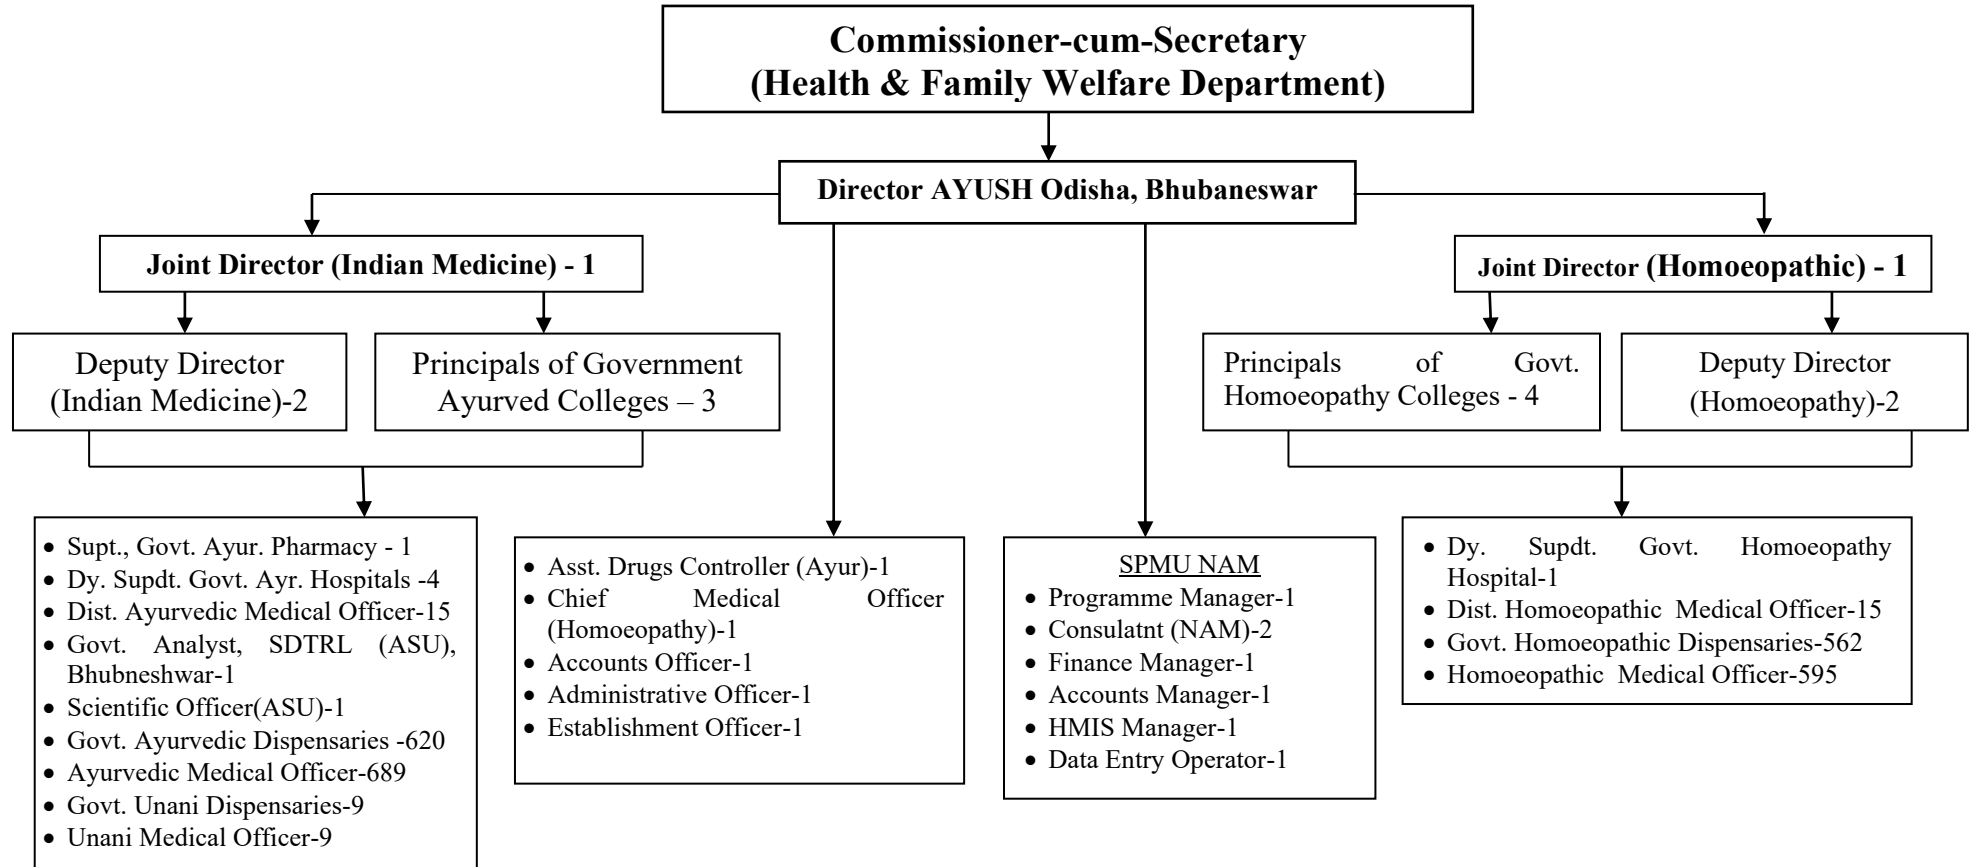 Commissioner-cum-Secretary
(Health & Family Welfare Department)
Director AYUSH Odisha, Bhubaneswar
Joint Director (Indian Medicine) - 1
Joint Director (Homoeopathic) - 1
Deputy Director
(Indian Medicine)-2
Principals of Government
Ayurved Colleges – 3
Principals of Govt.
Homoeopathy Colleges - 4
Deputy Director
(Homoeopathy)-2
• Supt., Govt. Ayur. Pharmacy - 1
• Dy. Supdt. Govt. Ayr. Hospitals -4
• Dist. Ayurvedic Medical Officer-15
• Govt. Analyst, SDTRL (ASU),
Bhubneshwar-1
• Scientific Officer(ASU)-1
• Govt. Ayurvedic Dispensaries -620
• Ayurvedic Medical Officer-689
• Govt. Unani Dispensaries-9
• Unani Medical Officer-9
• Asst. Drugs Controller (Ayur)-1
• Chief Medical Officer
(Homoeopathy)-1
• Accounts Officer-1
• Administrative Officer-1
• Establishment Officer-1
SPMU NAM
• Programme Manager-1
• Consulatnt (NAM)-2
• Finance Manager-1
• Accounts Manager-1
• HMIS Manager-1
• Data Entry Operator-1
• Dy. Supdt. Govt. Homoeopathy
Hospital-1
• Dist. Homoeopathic Medical Officer-15
• Govt. Homoeopathic Dispensaries-562
• Homoeopathic Medical Officer-595